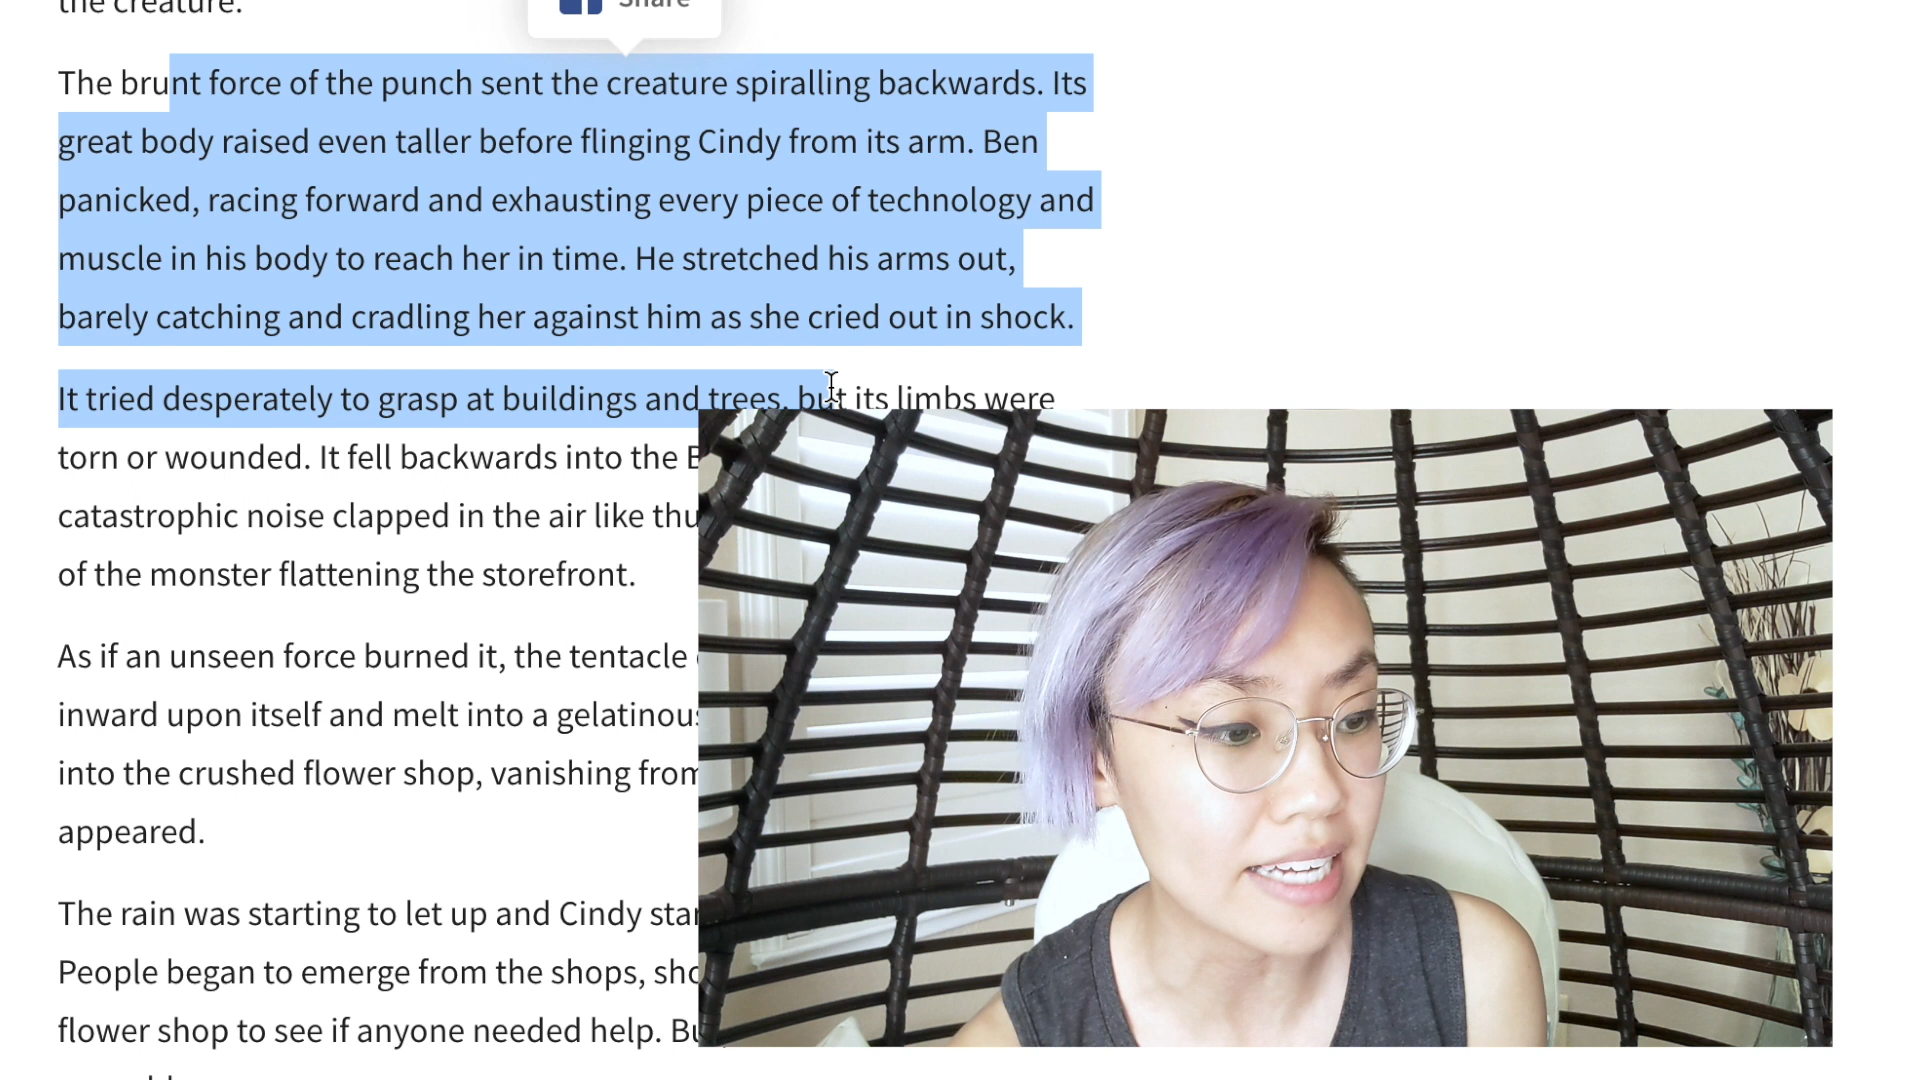 the creature.
Share
The brunt force of the punch sent the creature spiralling backwards. Its
great body raised even taller before flinging Cindy from its arm. Ben
panicked, racing forward and exhausting every piece of technology and
muscle in his body to reach her in time. He stretched his arms out,
barely catching and cradling her against him as she cried out in shock.
It tried desperately to grasp at buildings and trees, but its limbs were
torn or wounded. It fell backwards into the
catastrophic noise clapped in the air like
of the monster flattening the storefront.
As if an unseen force burned it, the tentacle
inward upon itself and melt into a
into the crushed flower shop, vanishing
appeared.
The rain was starting to let up and Cindy
People began to emerge from the shops,
flower shop to see if anyone needed help.